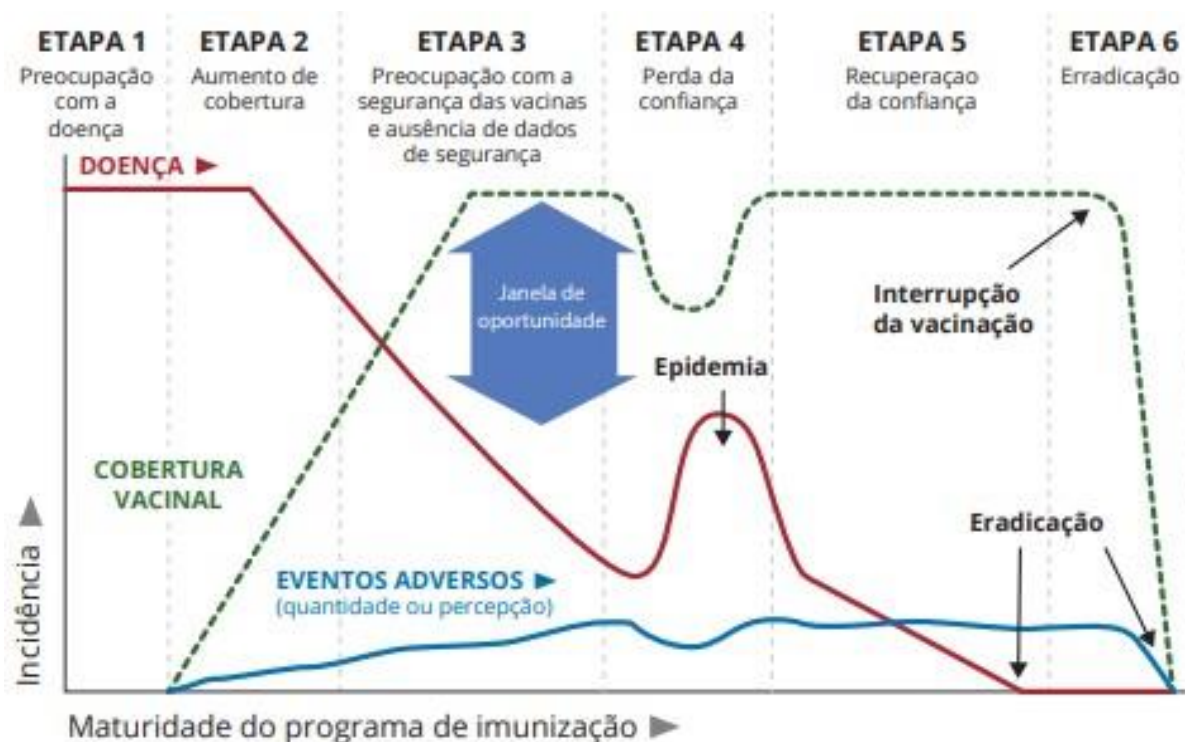 ETAPA 1
Preocupação
com a
doença
ETAPA 2
Aumento de
cobertura
ETAPA 3
Preocupação com a
segurança das vacinas
e ausência de dados
de segurança
ETAPA 4
Perda da
confiança
ETAPA 5
Recuperaçao
da confiança
ETAPA 6
Erradicação
DOENÇA ►
Janela de
oportunidade
Interrupção
da vacinação
Epidemia
COBERTURA
VACINAL
Eradicação
EVENTOS ADVERSOS ►
(quantidade ou percepção)
Incidência ►
Maturidade do programa de imunização ►